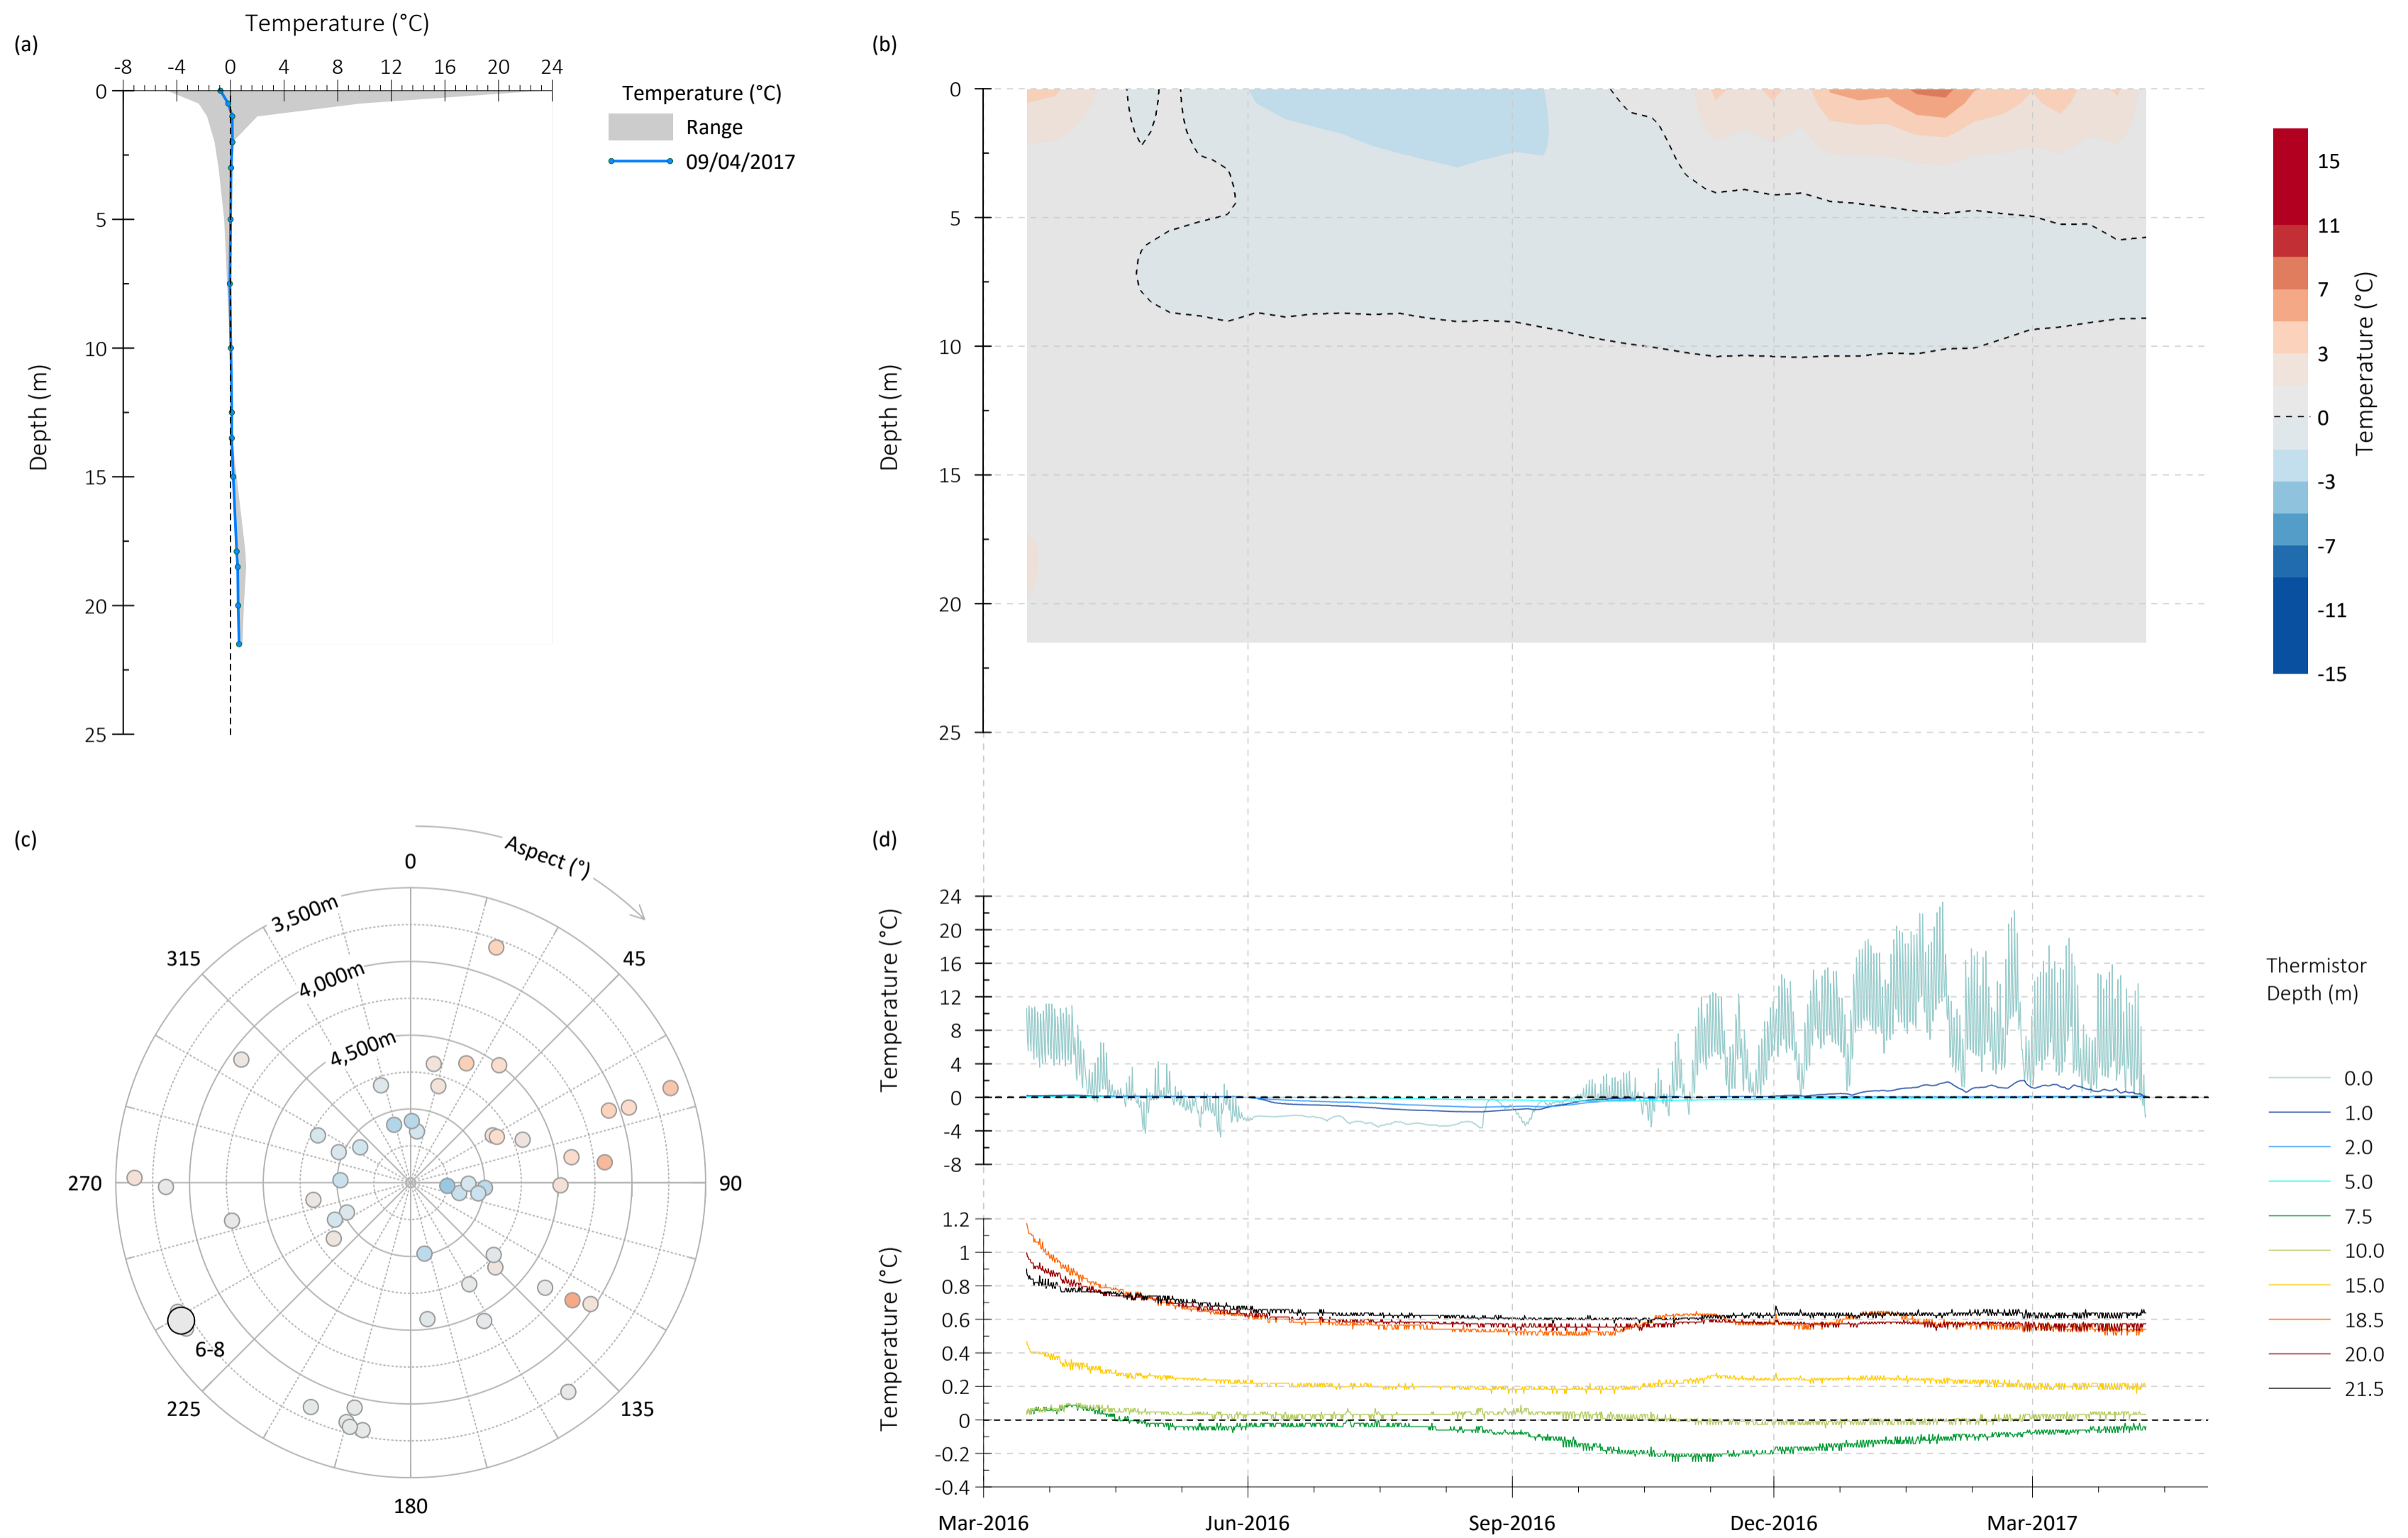 (a)
Temperature (°C)
-8 -4 0 4 8 12 16 20 24
0
5
10
15
20
25
Depth (m)
Temperature (°C)
Range
09/04/2017
(b)
0
5
10
15
20
25
Depth (m)
15
11
7
3
0
-3
-7
-11
-15
Temperature (°C)
(c)
Aspect (°)
0
45
90
135
180
225
270
315
3,500m
4,000m
4,500m
6-8
(d)
24
20
16
12
8
4
0
-4
-8
Temperature (°C)
1.2
1
0.8
0.6
0.4
0.2
0
-0.2
-0.4
Temperature (°C)
Mar-2016 Jun-2016 Sep-2016 Dec-2016 Mar-2017
Thermistor
Depth (m)
0.0
1.0
2.0
5.0
7.5
10.0
15.0
18.5
20.0
21.5